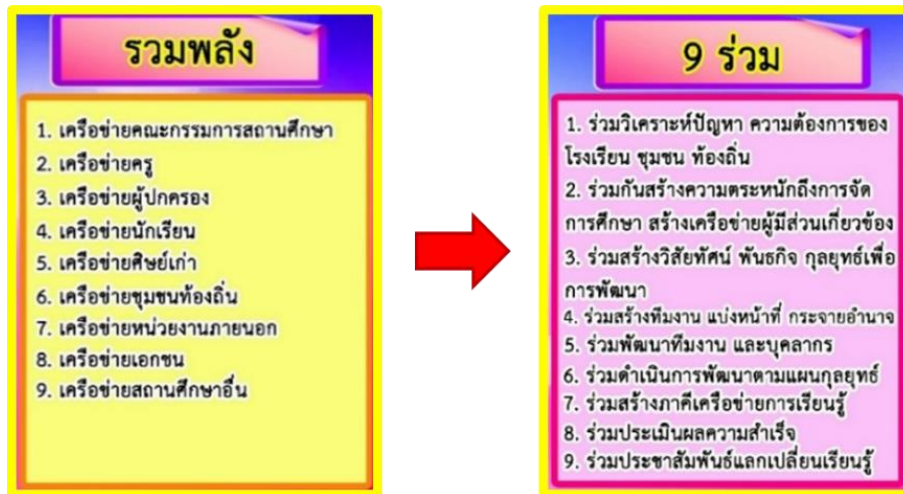 รวมพลัง
1. เครือข่ายคณะกรรมการสถานศึกษา
2. เครือข่ายครู
3. เครือข่ายผู้ปกครอง
4. เครือข่ายนักเรียน
5. เครือข่ายศิษย์เก่า
6. เครือข่ายชุมชนท้องถิ่น
7. เครือข่ายหน่วยงานภายนอก
8. เครือข่ายเอกชน
9. เครือข่ายสถานศึกษาอื่น
9 ร่วม
1. ร่วมวิเคราะห์ปัญหา ความต้องการของ
โรงเรียน ชุมชน ท้องถิ่น
2. ร่วมกันสร้างความตระหนักถึงการจัด
การศึกษา สร้างเครือข่ายผู้มีส่วนเกี่ยวข้อง
3. ร่วมสร้างวิสัยทัศน์ พันธกิจ กุลยุทธ์เพื่อ
การพัฒนา
4. ร่วมสร้างทีมงาน แบ่งหน้าที่ กระจายอำนาจ
5. ร่วมพัฒนาทีมงาน และบุคลากร
6. ร่วมดำเนินการพัฒนาตามแผนกุลยุทธ์
7. ร่วมสร้างภาคีเครือข่ายการเรียนรู้
8. ร่วมประเมินผลความสำเร็จ
9. ร่วมประชาสัมพันธ์แลกเปลี่ยนเรียนรู้